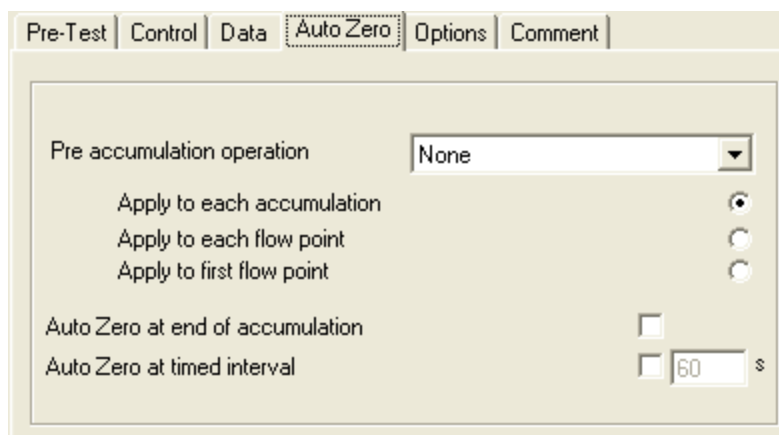 Pre-Test Control Data Auto Zero Options Comment
Pre accumulation operation None
Apply to each accumulation
Apply to each flow point
Apply to first flow point
Auto Zero at end of accumulation
Auto Zero at timed interval 60 s